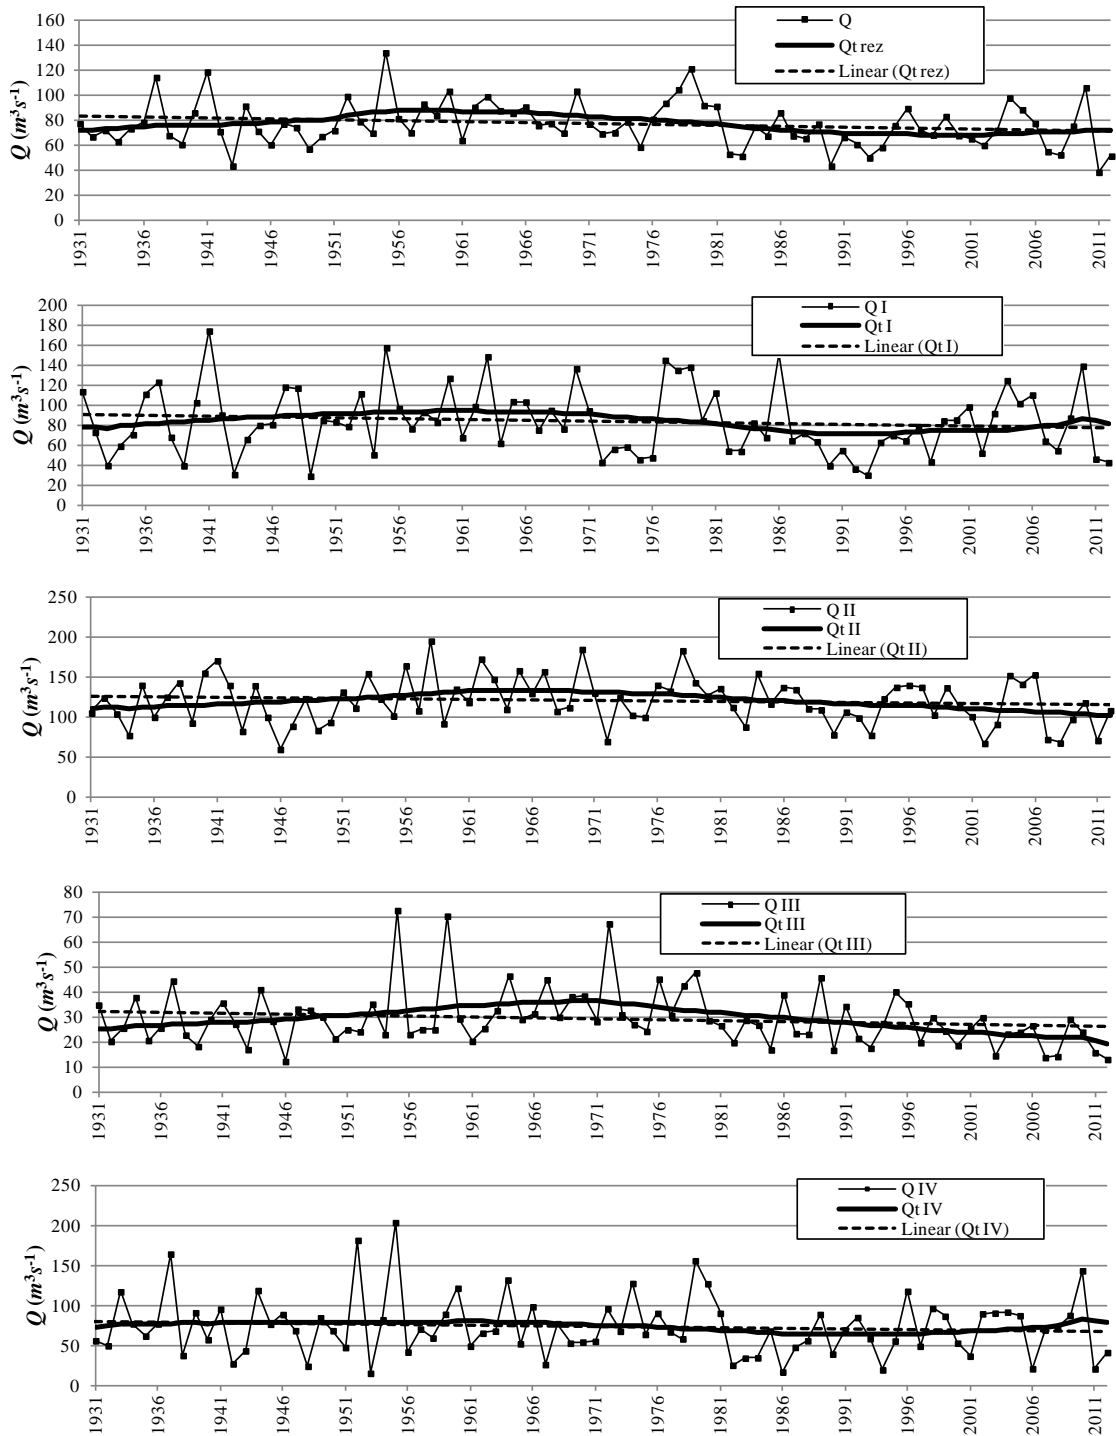 160
140
120
100
80
60
40
20
0
Q (m³s⁻¹)
Q
Qt rez
Linear (Qt rez)
1931 1936 1941 1946 1951 1956 1961 1966 1971 1976 1981 1986 1991 1996 2001 2006 2011
200
180
160
140
120
100
80
60
40
20
0
Q (m³s⁻¹)
Q I
Qt I
Linear (Qt I)
1931 1936 1941 1946 1951 1956 1961 1966 1971 1976 1981 1986 1991 1996 2001 2006 2011
250
200
150
100
50
0
Q (m³s⁻¹)
Q II
Qt II
Linear (Qt II)
1931 1936 1941 1946 1951 1956 1961 1966 1971 1976 1981 1986 1991 1996 2001 2006 2011
80
70
60
50
40
30
20
10
0
Q (m³s⁻¹)
Q III
Qt III
Linear (Qt III)
1931 1936 1941 1946 1951 1956 1961 1966 1971 1976 1981 1986 1991 1996 2001 2006 2011
250
200
150
100
50
0
Q (m³s⁻¹)
Q IV
Qt IV
Linear (Qt IV)
1931 1936 1941 1946 1951 1956 1961 1966 1971 1976 1981 1986 1991 1996 2001 2006 2011